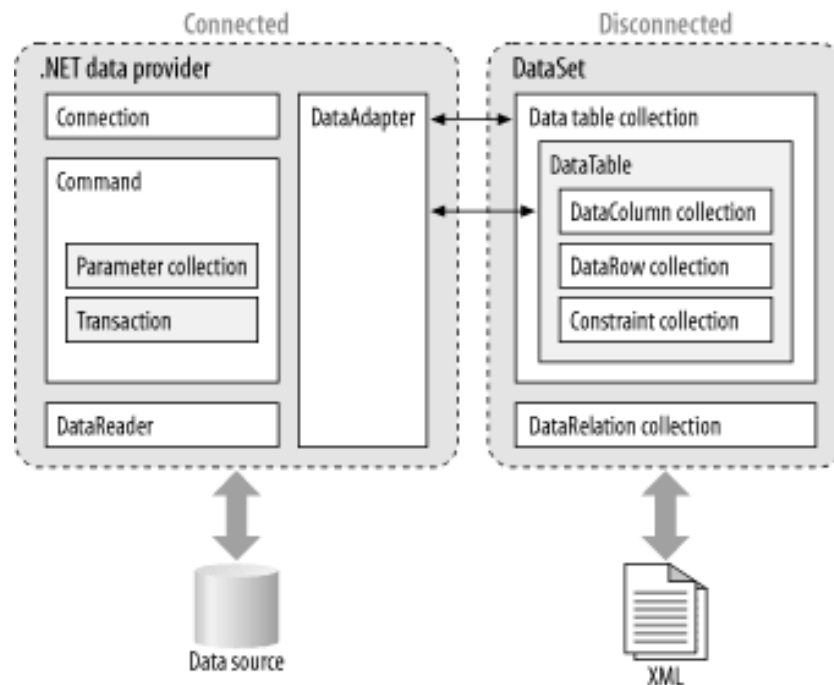 Connected
Disconnected
.NET data provider
Connection
Command
Parameter collection
Transaction
DataReader
DataAdapter
DataSet
Data table collection
DataTable
DataColumn collection
DataRow collection
Constraint collection
DataRelation collection
Data source
XML